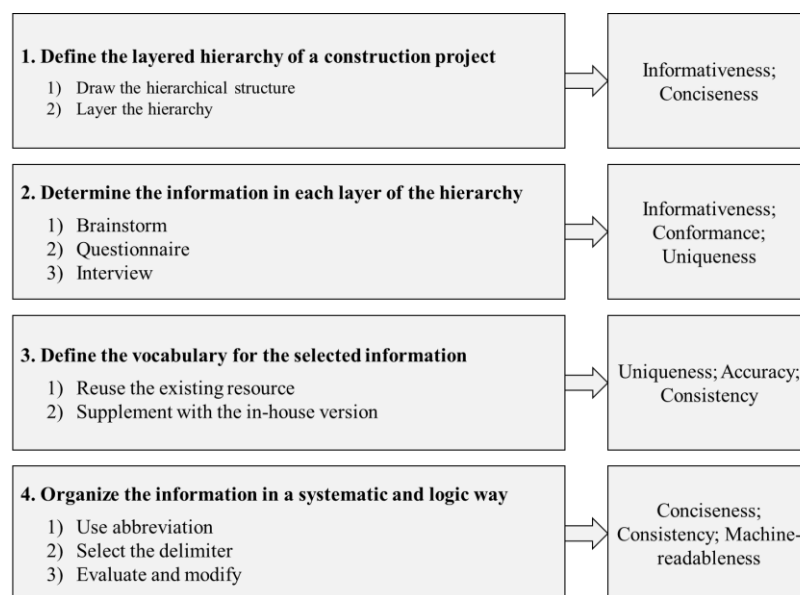 1. Define the layered hierarchy of a construction project
1) Draw the hierarchical structure
2) Layer the hierarchy
Informativeness;
Conciseness
2. Determine the information in each layer of the hierarchy
1) Brainstorm
2) Questionnaire
3) Interview
Informativeness;
Conformance;
Uniqueness
3. Define the vocabulary for the selected information
1) Reuse the existing resource
2) Supplement with the in-house version
Uniqueness; Accuracy;
Consistency
4. Organize the information in a systematic and logic way
1) Use abbreviation
2) Select the delimiter
3) Evaluate and modify
Conciseness;
Consistency; Machine-
readableness